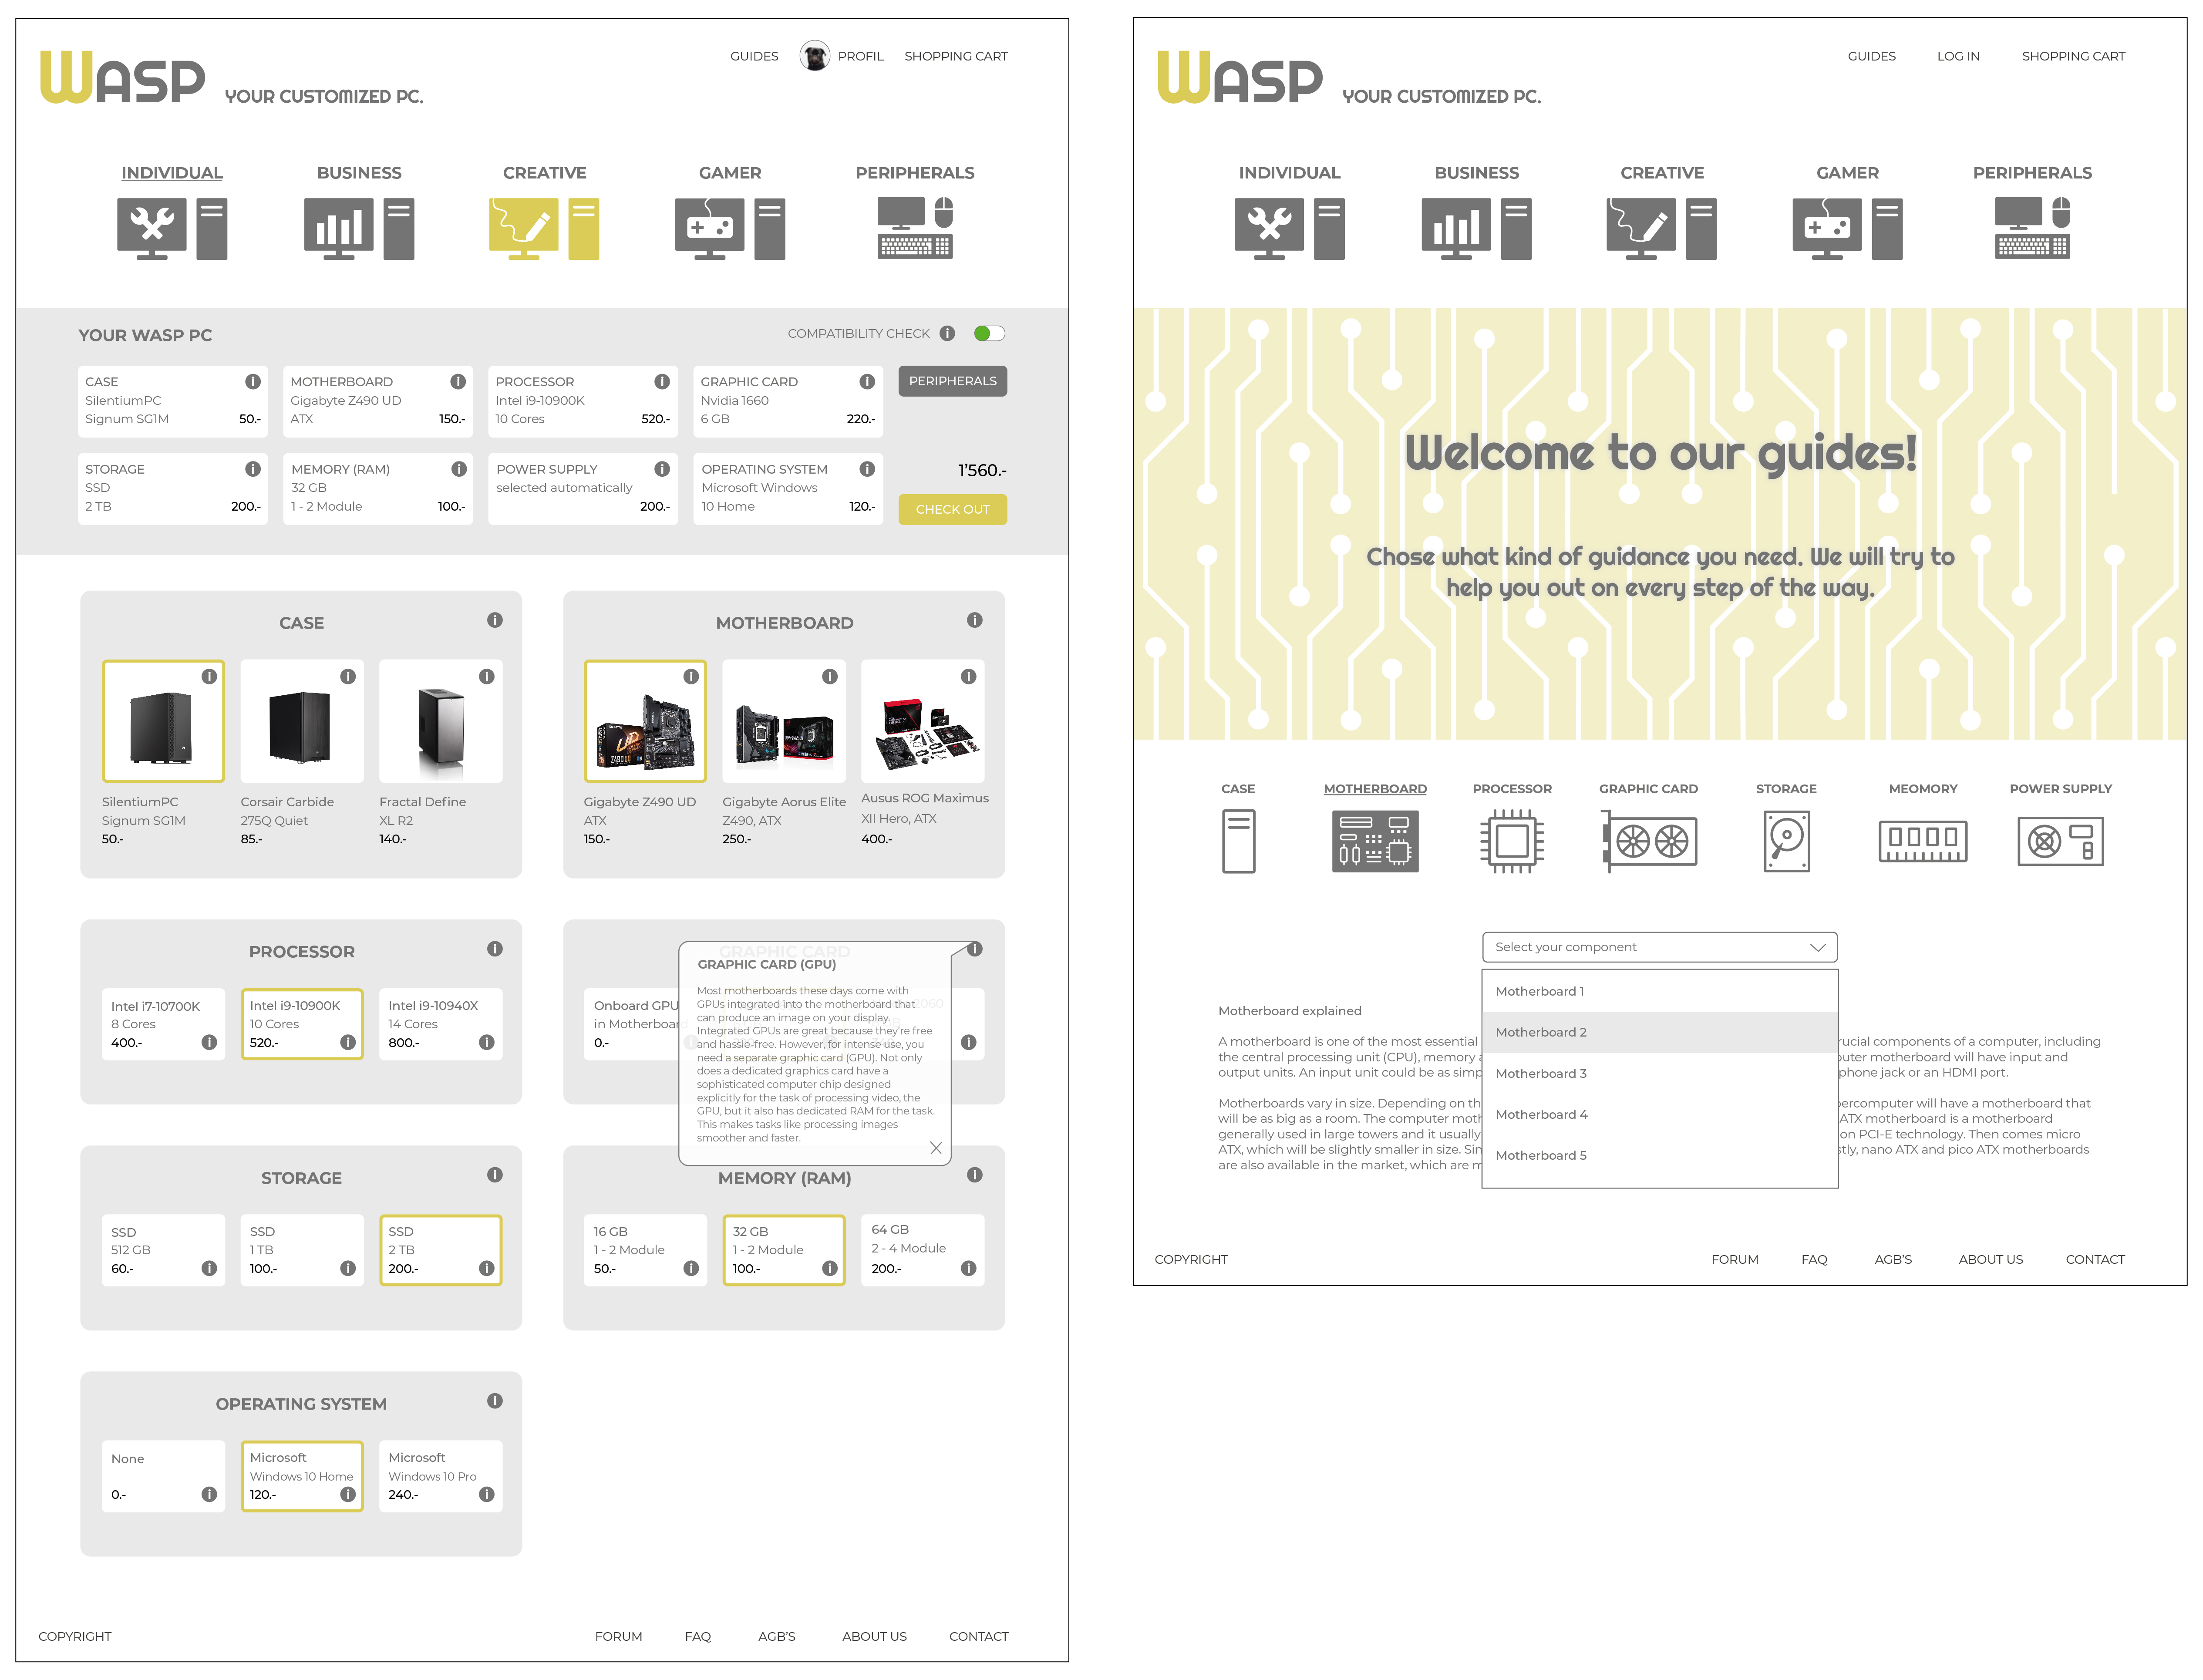 WASP YOUR CUSTOMIZED PC.
GUIDES PROFIL SHOPPING CART
INDIVIDUAL BUSINESS CREATIVE GAMER PERIPHERALS
YOUR WASP PC
COMPATIBILITY CHECK
CASE
SilentiumPC
Signum SG1M 50.-
MOTHERBOARD
Gigabyte Z490 UD
ATX 150.-
PROCESSOR
Intel i9-10900K
10 Cores 520.-
GRAPHIC CARD
Nvidia 1660
6 GB 220.-
PERIPHERALS
STORAGE
SSD
2 TB 200.-
MEMORY (RAM)
32 GB
1 - 2 Module 100.-
POWER SUPPLY
selected automatically
200.-
OPERATING SYSTEM
Microsoft Windows
10 Home 120.-
1'560.-
CHECK OUT
CASE
SilentiumPC
Signum SG1M
50.-
Corsair Carbide
275Q Quiet
85.-
Fractal Define
XL R2
140.-
MOTHERBOARD
Gigabyte Z490 UD
ATX
150.-
Gigabyte Aorus Elite
Z490, ATX
250.-
Ausus ROG Maximus
XII Hero, ATX
400.-
PROCESSOR
Intel i7-10700K
8 Cores
400.-
Intel i9-10900K
10 Cores
520.-
Intel i9-10940X
14 Cores
800.-
GRAPHIC CARD
Onboard GPU
in Motherboard
0.-
2060
GRAPHIC CARD (GPU)
Most motherboards these days come with
GPUs integrated into the motherboard that
can produce an image on your display.
Integrated GPUs are great because they're free
and hassle-free. However, for intense use, you
need a separate graphic card (GPU). Not only
does a dedicated graphics card have a
sophisticated computer chip designed
explicitly for the task of processing video, the
GPU, but it also has dedicated RAM for the task.
This makes tasks like processing images
smoother and faster.
STORAGE
SSD
512 GB
60.-
SSD
1 TB
100.-
SSD
2 TB
200.-
MEMORY (RAM)
16 GB
1 - 2 Module
50.-
32 GB
1 - 2 Module
100.-
64 GB
2 - 4 Module
200.-
OPERATING SYSTEM
None
0.-
Microsoft
Windows 10 Home
120.-
Microsoft
Windows 10 Pro
240.-
COPYRIGHT FORUM FAQ AGB'S ABOUT US CONTACT
WASP YOUR CUSTOMIZED PC.
GUIDES LOG IN SHOPPING CART
INDIVIDUAL BUSINESS CREATIVE GAMER PERIPHERALS
Welcome to our guides!
Chose what kind of guidance you need. We will try to
help you out on every step of the way.
CASE MOTHERBOARD PROCESSOR GRAPHIC CARD STORAGE MEOMORY POWER SUPPLY
Select your component
Motherboard 1
Motherboard 2
Motherboard 3
Motherboard 4
Motherboard 5
Motherboard explained
A motherboard is one of the most essential rucial components of a computer, including
the central processing unit (CPU), memory uter motherboard will have input and
output units. An input unit could be as simp phone jack or an HDMI port.
Motherboards vary in size. Depending on th percomputer will have a motherboard that
will be as big as a room. The computer moth ATX motherboard is a motherboard
generally used in large towers and it usually on PCI-E technology. Then comes micro
ATX, which will be slightly smaller in size. Sin stly, nano ATX and pico ATX motherboards
are also available in the market, which are m
COPYRIGHT FORUM FAQ AGB'S ABOUT US CONTACT